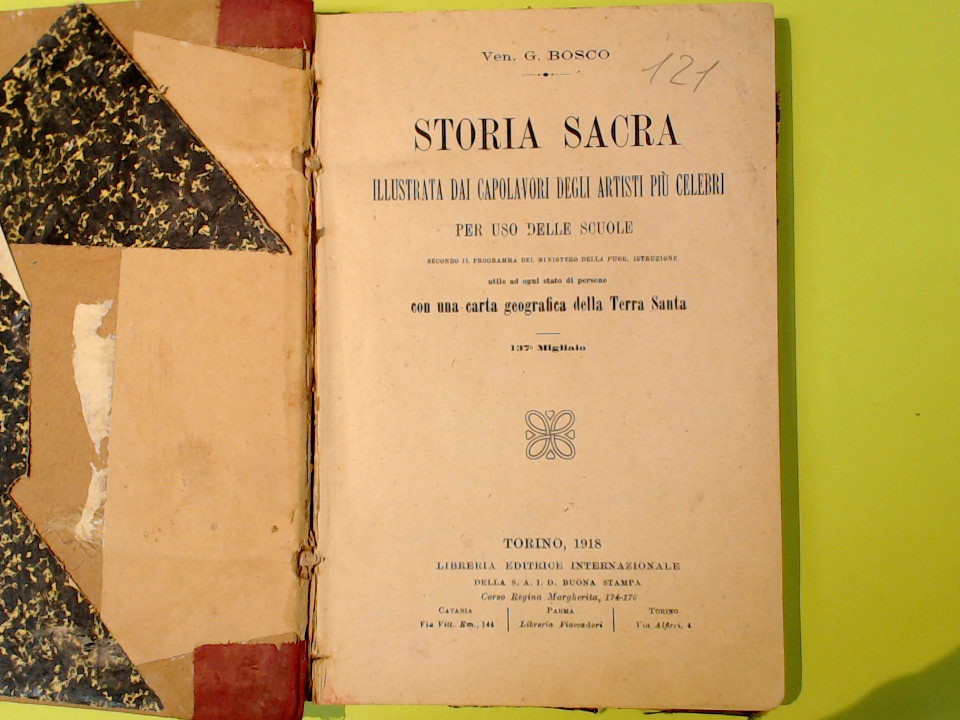 Ven. G. BOSCO
121
STORIA SACRA
ILLUSTRATA DAI CAPOLAVORI DEGLI ARTISTI PIÙ CELEBRI
PER USO DELLE SCUOLE
SECONDO IL PROGRAMMA DEL MINISTERO DELLA PUBB. ISTRUZIONE
utile ad ogni stato di persone
con una carta geografica della Terra Santa
137º Migliaio
TORINO, 1918
LIBRERIA EDITRICE INTERNAZIONALE
DELLA S. A. I. D. BUONA STAMPA
Corso Regina Margherita, 174-176
CATANIA PARMA TORINO
Via Vitt. Em., 144 Libreria Fiaccadori Via Alfieri, 4